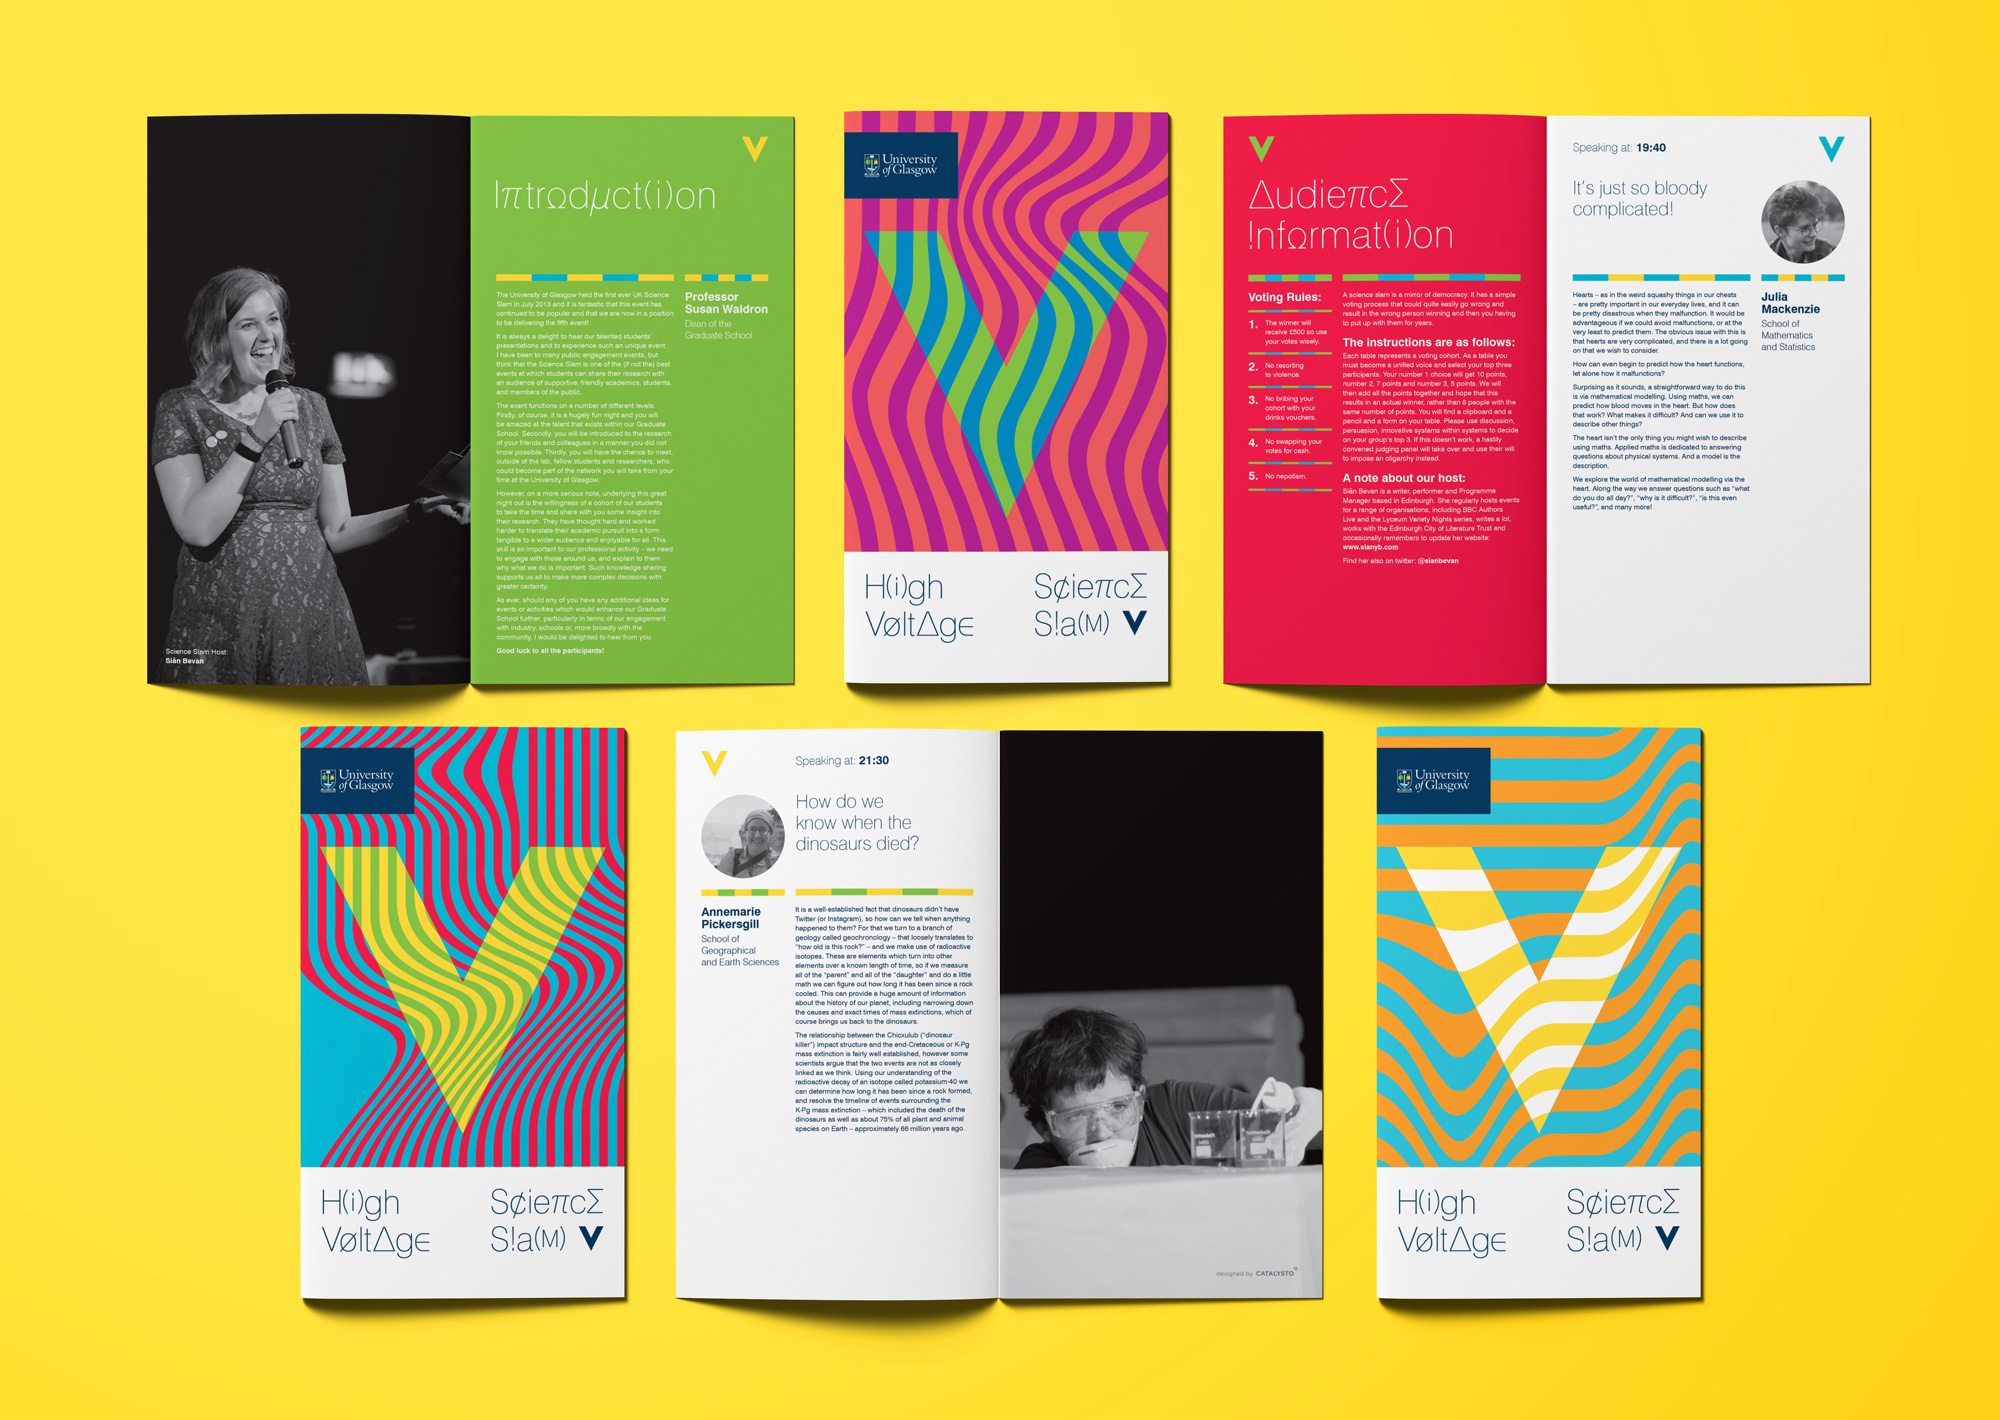 IπtrΩdμct(i)on
The University of Glasgow held the first ever UK Science
Slam in July 2013 and it is fantastic that this event has
continued to be popular and that we are now in a position
to be delivering the fifth event!
It is always a delight to hear our talented students'
presentations and to experience such an unique event.
I have been to many public engagement events, but
think that the Science Slam is one of the (if not the) best
events at which students can share their research with
an audience of supportive, friendly academics, students,
and members of the public.
The event functions on a number of different levels.
Firstly, of course, it is a hugely fun night and you will
be amazed at the talent that exists within our Graduate
School. Secondly, you will be introduced to the research
of your friends and colleagues in a manner you did not
know possible. Thirdly, you will have the chance to meet,
outside of the lab, fellow students and researchers, who
could become part of the network you will take from your
time at the University of Glasgow.
However, on a more serious note, underlying this great
night out is the willingness of a cohort of our students
to take the time and share with you some insight into
their research. They have thought hard and worked
harder to translate their academic pursuit into a form
tangible to a wider audience and enjoyable for all. This
skill is so important to our professional activity – we need
to engage with those around us, and explain to them
why what we do is important. Such knowledge sharing
supports us all to make more complex decisions with
greater certainty.
As ever, should any of you have any additional ideas for
events or activities which would enhance our Graduate
School further, particularly in terms of our engagement
with industry, schools or, more broadly with the
community, I would be delighted to hear from you.
Good luck to all the participants!
Professor
Susan Waldron
Dean of the
Graduate School
Science Slam Host:
Siân Bevan
University
of Glasgow
H(i)gh
VøltΔg∈
S¢ieπcΣ
S!a(M) V
ΔudieπcΣ
!nfΩrmat(i)on
Voting Rules:
1. The winner will
receive £500 so use
your votes wisely.
2. No resorting
to violence.
3. No bribing your
cohort with your
drinks vouchers.
4. No swapping your
votes for cash.
5. No nepotism.
A science slam is a mirror of democracy. It has a simple
voting process that could quite easily go wrong and
result in the wrong person winning and then you having
to put up with them for years.
The instructions are as follows:
Each table represents a voting cohort. As a table you
must become a unified voice and select your top three
participants. Your number 1 choice will get 10 points,
number 2, 7 points and number 3, 5 points. We will
then add all the points together and hope that this
results in an actual winner, rather than 8 people with the
same number of points. You will find a clipboard and a
pencil and a form on your table. Please use discussion,
persuasion, innovative systems within systems to decide
on your group's top 3. If this doesn't work, a hastily
convened judging panel will take over and use their will
to impose an oligarchy instead.
A note about our host:
Siân Bevan is a writer, performer and Programme
Manager based in Edinburgh. She regularly hosts events
for a range of organisations, including BBC Authors
Live and the Lyceum Variety Nights series, writes a lot,
works with the Edinburgh City of Literature Trust and
occasionally remembers to update her website:
www.sianyb.com
Find her also on twitter: @sianbevan
Speaking at: 19:40
It's just so bloody
complicated!
Hearts – as in the weird squashy things in our chests
– are pretty important in our everyday lives, and it can
be pretty disastrous when they malfunction. It would be
advantageous if we could avoid malfunctions, or at the
very least to predict them. The obvious issue with this is
that hearts are very complicated, and there is a lot going
on that we wish to consider.
How can even begin to predict how the heart functions,
let alone how it malfunctions?
Surprising as it sounds, a straightforward way to do this
is via mathematical modelling. Using maths, we can
predict how blood moves in the heart. But how does
that work? What makes it difficult? And can we use it to
describe other things?
The heart isn't the only thing you might wish to describe
using maths. Applied maths is dedicated to answering
questions about physical systems. And a model is the
description.
We explore the world of mathematical modelling via the
heart. Along the way we answer questions such as "what
do you do all day?", "why is it difficult?", "is this even
useful?", and many more!
Julia
Mackenzie
School of
Mathematics
and Statistics
University
of Glasgow
H(i)gh
VøltΔg∈
S¢ieπcΣ
S!a(M) V
Speaking at: 21:30
How do we
know when the
dinosaurs died?
Annemarie
Pickersgill
School of
Geographical
and Earth Sciences
It is a well-established fact that dinosaurs didn't have
Twitter (or Instagram), so how can we tell when anything
happened to them? For that we turn to a branch of
geology called geochronology – that loosely translates to
"how old is this rock?" – and we make use of radioactive
isotopes. These are elements which turn into other
elements over a known length of time, so if we measure
all of the "parent" and all of the "daughter" and do a little
math we can figure out how long it has been since a rock
cooled. This can provide a huge amount of information
about the history of our planet, including narrowing down
the causes and exact times of mass extinctions, which of
course brings us back to the dinosaurs.
The relationship between the Chicxulub ("dinosaur
killer") impact structure and the end-Cretaceous or K-Pg
mass extinction is fairly well established, however some
scientists argue that the two events are not as closely
linked as we think. Using our understanding of the
radioactive decay of an isotope called potassium-40 we
can determine how long it has been since a rock formed,
and resolve the timeline of events surrounding the
K-Pg mass extinction – which included the death of the
dinosaurs as well as about 75% of all plant and animal
species on Earth – approximately 66 million years ago.
designed by CATALYSTO
University
of Glasgow
H(i)gh
VøltΔg∈
S¢ieπcΣ
S!a(M) V